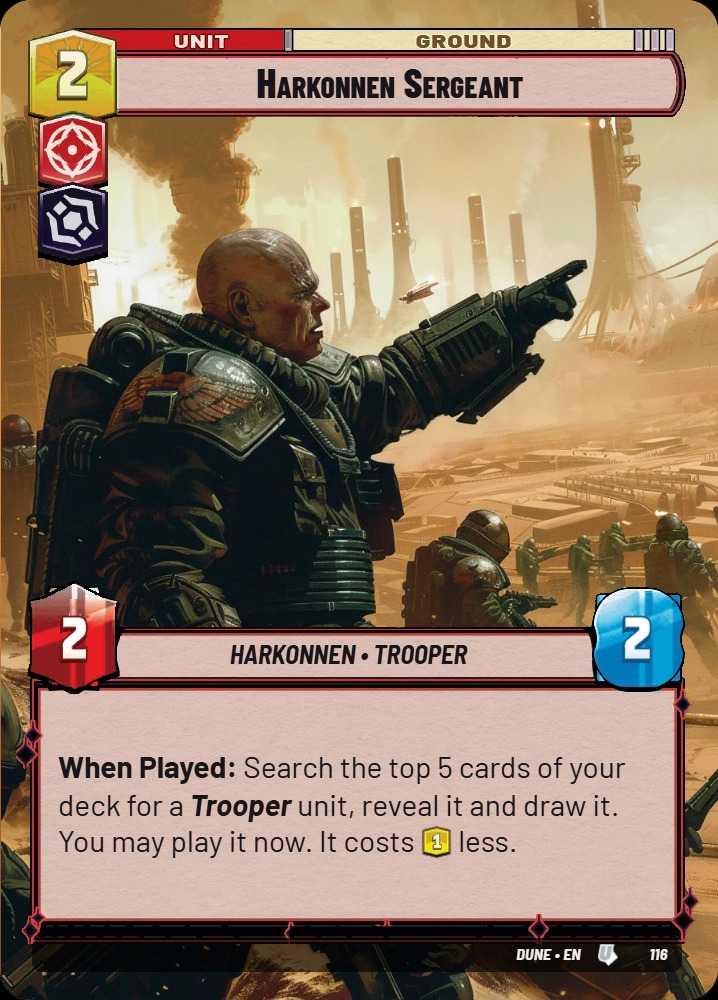 UNIT
GROUND
2
HARKONNEN SERGEANT
2
HARKONNEN • TROOPER
2
When Played: Search the top 5 cards of your
deck for a Trooper unit, reveal it and draw it.
You may play it now. It costs 1 less.
DUNE • EN U 116